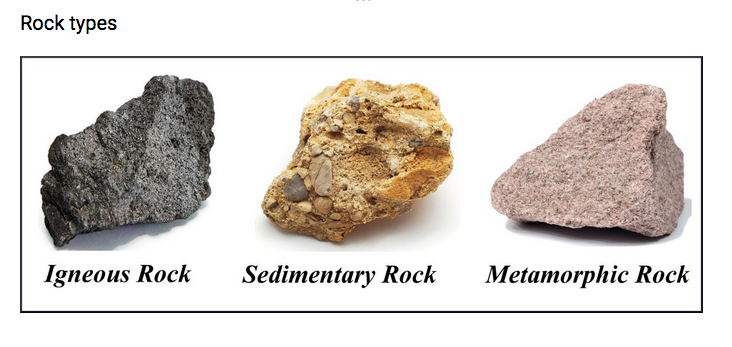 Rock types
Igneous Rock
Sedimentary Rock
Metamorphic Rock